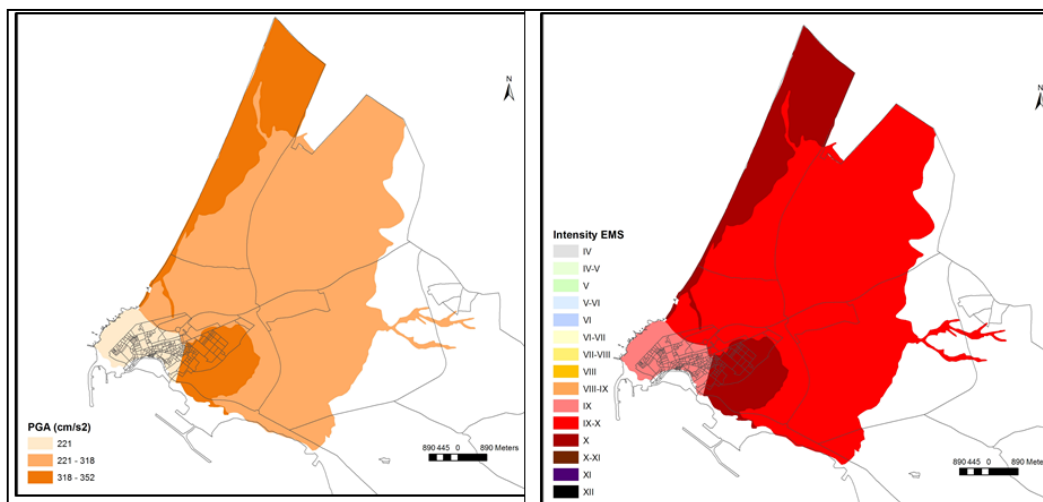 N
PGA (cm/s2)
221
221 - 318
318 - 352
890 445 0 890 Meters
N
Intensity EMS
IV
IV-V
V
V-VI
VI
VI-VII
VII-VIII
VIII
VIII-IX
IX
IX-X
X
X-XI
XI
XII
890 445 0 890 Meters